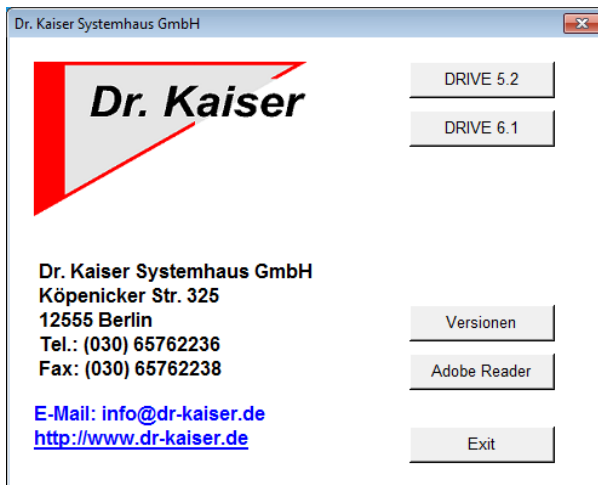 Dr. Kaiser Systemhaus GmbH
Dr. Kaiser
DRIVE 5.2
DRIVE 6.1
Dr. Kaiser Systemhaus GmbH
Köpenicker Str. 325
12555 Berlin
Tel.: (030) 65762236
Fax: (030) 65762238
E-Mail: info@dr-kaiser.de
http://www.dr-kaiser.de
Versionen
Adobe Reader
Exit